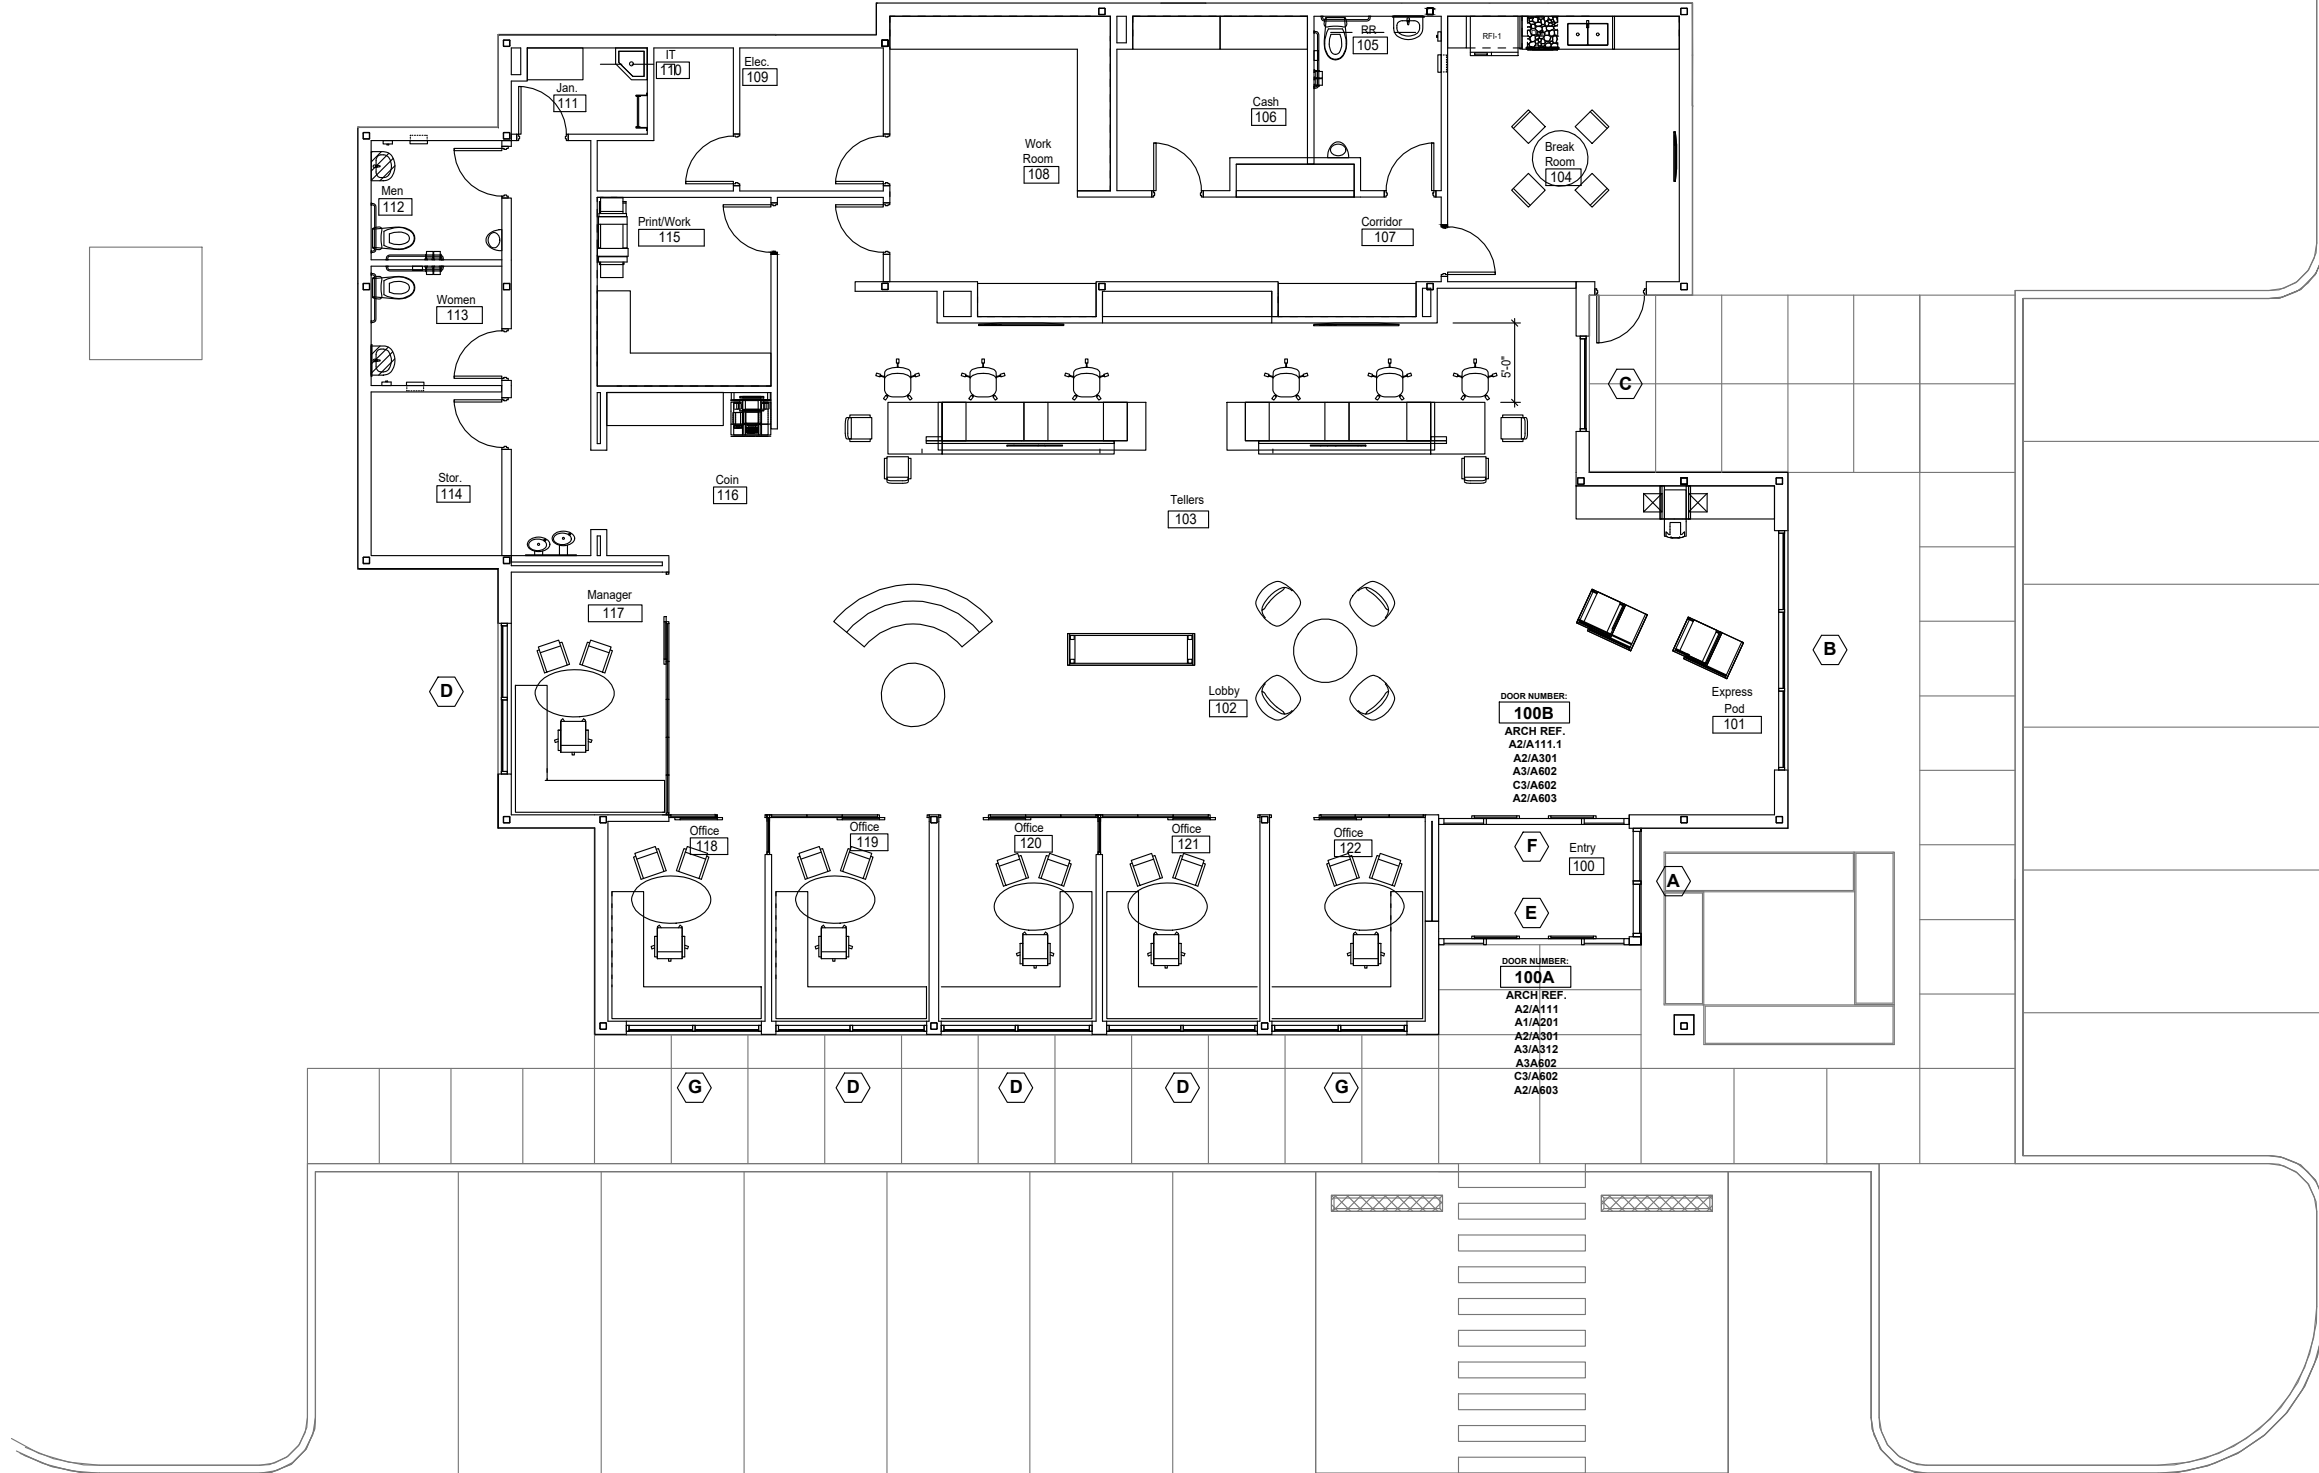 RR
105
RFI-1
IT
110
Elec.
109
Jan.
111
Cash
106
Work
Room
108
Break
Room
104
Men
112
Print/Work
115
Corridor
107
Women
113
5'-0"
C
Stor.
114
Coin
116
Tellers
103
Manager
117
D
B
Lobby
102
DOOR NUMBER:
100B
ARCH REF.
A2/A111.1
A2/A301
A3/A602
C3/A602
A2/A603
Express
Pod
101
Office
118
Office
119
Office
120
Office
121
Office
122
F
Entry
100
A
E
DOOR NUMBER:
100A
ARCH REF.
A2/A111
A1/A201
A2/A301
A3/A312
A3A602
C3/A602
A2/A603
G
D
D
D
G